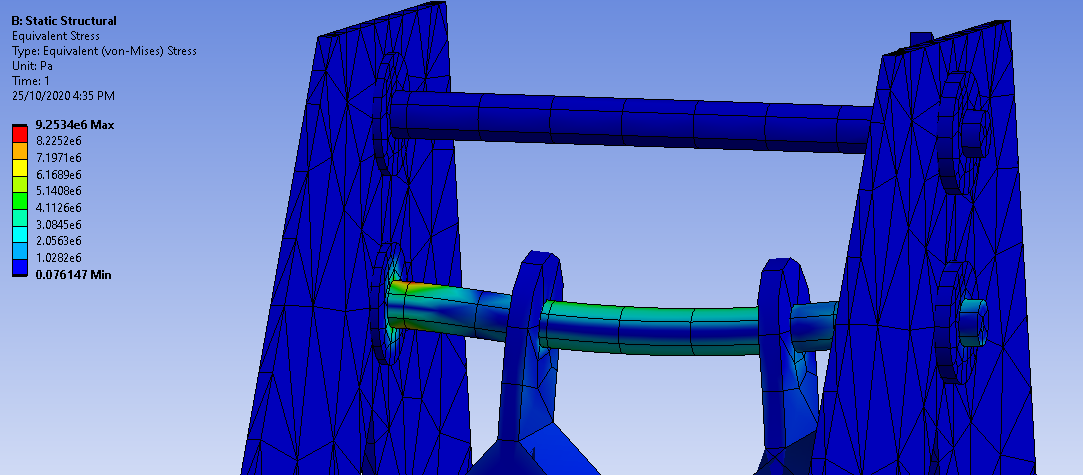 B: Static Structural
Equivalent Stress
Type: Equivalent (von-Mises) Stress
Unit: Pa
Time: 1
25/10/2020 4:35 PM
9.2534e6 Max
8.2252e6
7.1971e6
6.1689e6
5.1408e6
4.1126e6
3.0845e6
2.0563e6
1.0282e6
0.076147 Min